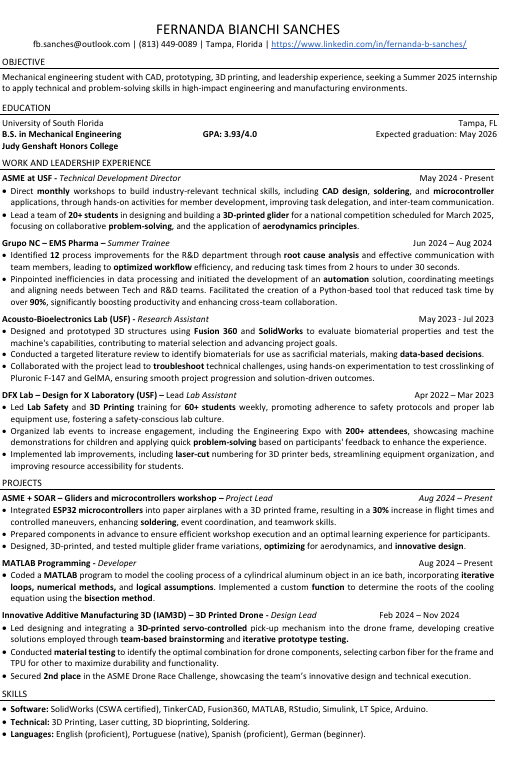 FERNANDA BIANCHI SANCHES
fb.sanches@outlook.com | (813) 449-0089 | Tampa, Florida | https://www.linkedin.com/in/fernanda-b-sanches/
OBJECTIVE
Mechanical engineering student with CAD, prototyping, 3D printing, and leadership experience, seeking a Summer 2025 internship
to apply technical and problem-solving skills in high-impact engineering and manufacturing environments.
EDUCATION
University of South Florida Tampa, FL
B.S. in Mechanical Engineering GPA: 3.93/4.0 Expected graduation: May 2026
Judy Genshaft Honors College
WORK AND LEADERSHIP EXPERIENCE
ASME at USF - Technical Development Director May 2024 - Present
• Direct monthly workshops to build industry-relevant technical skills, including CAD design, soldering, and microcontroller
applications, through hands-on activities for member development, improving task delegation, and inter-team communication.
• Lead a team of 20+ students in designing and building a 3D-printed glider for a national competition scheduled for March 2025,
focusing on collaborative problem-solving, and the application of aerodynamics principles.
Grupo NC – EMS Pharma – Summer Trainee Jun 2024 – Aug 2024
• Identified 12 process improvements for the R&D department through root cause analysis and effective communication with
team members, leading to optimized workflow efficiency, and reducing task times from 2 hours to under 30 seconds.
• Pinpointed inefficiencies in data processing and initiated the development of an automation solution, coordinating meetings
and aligning needs between Tech and R&D teams. Facilitated the creation of a Python-based tool that reduced task time by
over 90%, significantly boosting productivity and enhancing cross-team collaboration.
Acousto-Bioelectronics Lab (USF) - Research Assistant May 2023 - Jul 2023
• Designed and prototyped 3D structures using Fusion 360 and SolidWorks to evaluate biomaterial properties and test the
machine's capabilities, contributing to material selection and advancing project goals.
• Conducted a targeted literature review to identify biomaterials for use as sacrificial materials, making data-based decisions.
• Collaborated with the project lead to troubleshoot technical challenges, using hands-on experimentation to test crosslinking of
Pluronic F-147 and GelMA, ensuring smooth project progression and solution-driven outcomes.
DFX Lab – Design for X Laboratory (USF) – Lead Lab Assistant Apr 2022 – Mar 2023
• Led Lab Safety and 3D Printing training for 60+ students weekly, promoting adherence to safety protocols and proper lab
equipment use, fostering a safety-conscious lab culture.
• Organized lab events to increase engagement, including the Engineering Expo with 200+ attendees, showcasing machine
demonstrations for children and applying quick problem-solving based on participants' feedback to enhance the experience.
• Implemented lab improvements, including laser-cut numbering for 3D printer beds, streamlining equipment organization, and
improving resource accessibility for students.
PROJECTS
ASME + SOAR – Gliders and microcontrollers workshop – Project Lead Aug 2024 – Present
• Integrated ESP32 microcontrollers into paper airplanes with a 3D printed frame, resulting in a 30% increase in flight times and
controlled maneuvers, enhancing soldering, event coordination, and teamwork skills.
• Prepared components in advance to ensure efficient workshop execution and an optimal learning experience for participants.
• Designed, 3D-printed, and tested multiple glider frame variations, optimizing for aerodynamics, and innovative design.
MATLAB Programming - Developer Aug 2024 – Present
• Coded a MATLAB program to model the cooling process of a cylindrical aluminum object in an ice bath, incorporating iterative
loops, numerical methods, and logical assumptions. Implemented a custom function to determine the roots of the cooling
equation using the bisection method.
Innovative Additive Manufacturing 3D (IAM3D) – 3D Printed Drone - Design Lead Feb 2024 – Nov 2024
• Led designing and integrating a 3D-printed servo-controlled pick-up mechanism into the drone frame, developing creative
solutions employed through team-based brainstorming and iterative prototype testing.
• Conducted material testing to identify the optimal combination for drone components, selecting carbon fiber for the frame and
TPU for other to maximize durability and functionality.
• Secured 2nd place in the ASME Drone Race Challenge, showcasing the team's innovative design and technical execution.
SKILLS
• Software: SolidWorks (CSWA certified), TinkerCAD, Fusion360, MATLAB, RStudio, Simulink, LT Spice, Arduino.
• Technical: 3D Printing, Laser cutting, 3D bioprinting, Soldering.
• Languages: English (proficient), Portuguese (native), Spanish (proficient), German (beginner).